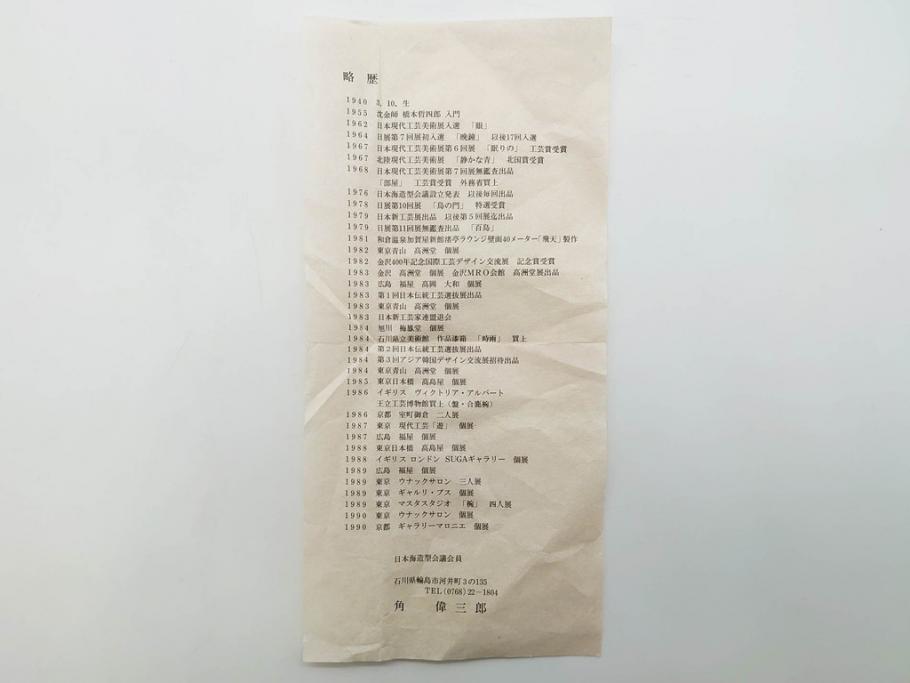 略　歴
1940　3. 10. 生
1955　沈金師 橋本哲四郎 入門
1962　日本現代工芸美術展入選　「眼」
1964　日展第7回展初入選　「晩鐘」　以後17回入選
1967　日本現代工芸美術展第6回展　「眠りの」　工芸賞受賞
1967　北陸現代工芸美術展　「静かな青」　北国賞受賞
1968　日本現代工芸美術展第7回展無鑑査出品
「部屋」　工芸賞受賞　外務省買上
1976　日本海造型会議設立発表　以後毎回出品
1978　日展第10回展　「鳥の門」　特選受賞
1979　日本新工芸展出品　以後第5回展迄出品
1979　日展第11回展無鑑査出品　「百鳥」
1981　和倉温泉加賀屋新館渚亭ラウンジ壁面40メーター「飛天」製作
1982　東京青山　高洲堂　個展
1982　金沢400年記念国際工芸デザイン交流展　記念賞受賞
1983　金沢　高洲堂　個展　金沢MRO会館　高洲堂展出品
1983　広島　福屋　高岡　大和　個展
1983　第1回日本伝統工芸選抜展出品
1983　東京青山　高洲堂　個展
1983　日本新工芸家連盟退会
1984　旭川　梅鳳堂　個展
1984　石川県立美術館　作品漆箱　「時雨」　買上
1984　第2回日本伝統工芸選抜展出品
1984　第3回アジア韓国デザイン交流展招待出品
1984　東京青山　高洲堂　個展
1985　東京日本橋　高島屋　個展
1986　イギリス　ヴィクトリア・アルバート
王立工芸博物館買上（盤・合鹿椀）
1986　京都　室町御倉　二人展
1987　東京　現代工芸「遊」　個展
1987　広島　福屋　個展
1988　東京日本橋　高島屋　個展
1988　イギリス ロンドン SUGAギャラリー　個展
1989　広島　福屋　個展
1989　東京　ウナックサロン　三人展
1989　東京　ギャルリ・プス　個展
1989　東京　マスタスタジオ　「椀」　四人展
1990　東京　ウナックサロン　個展
1990　京都　ギャラリーマロニエ　個展
日本海造型会議会員
石川県輪島市河井町3の135
TEL (0768) 22－1804
角　偉三郎